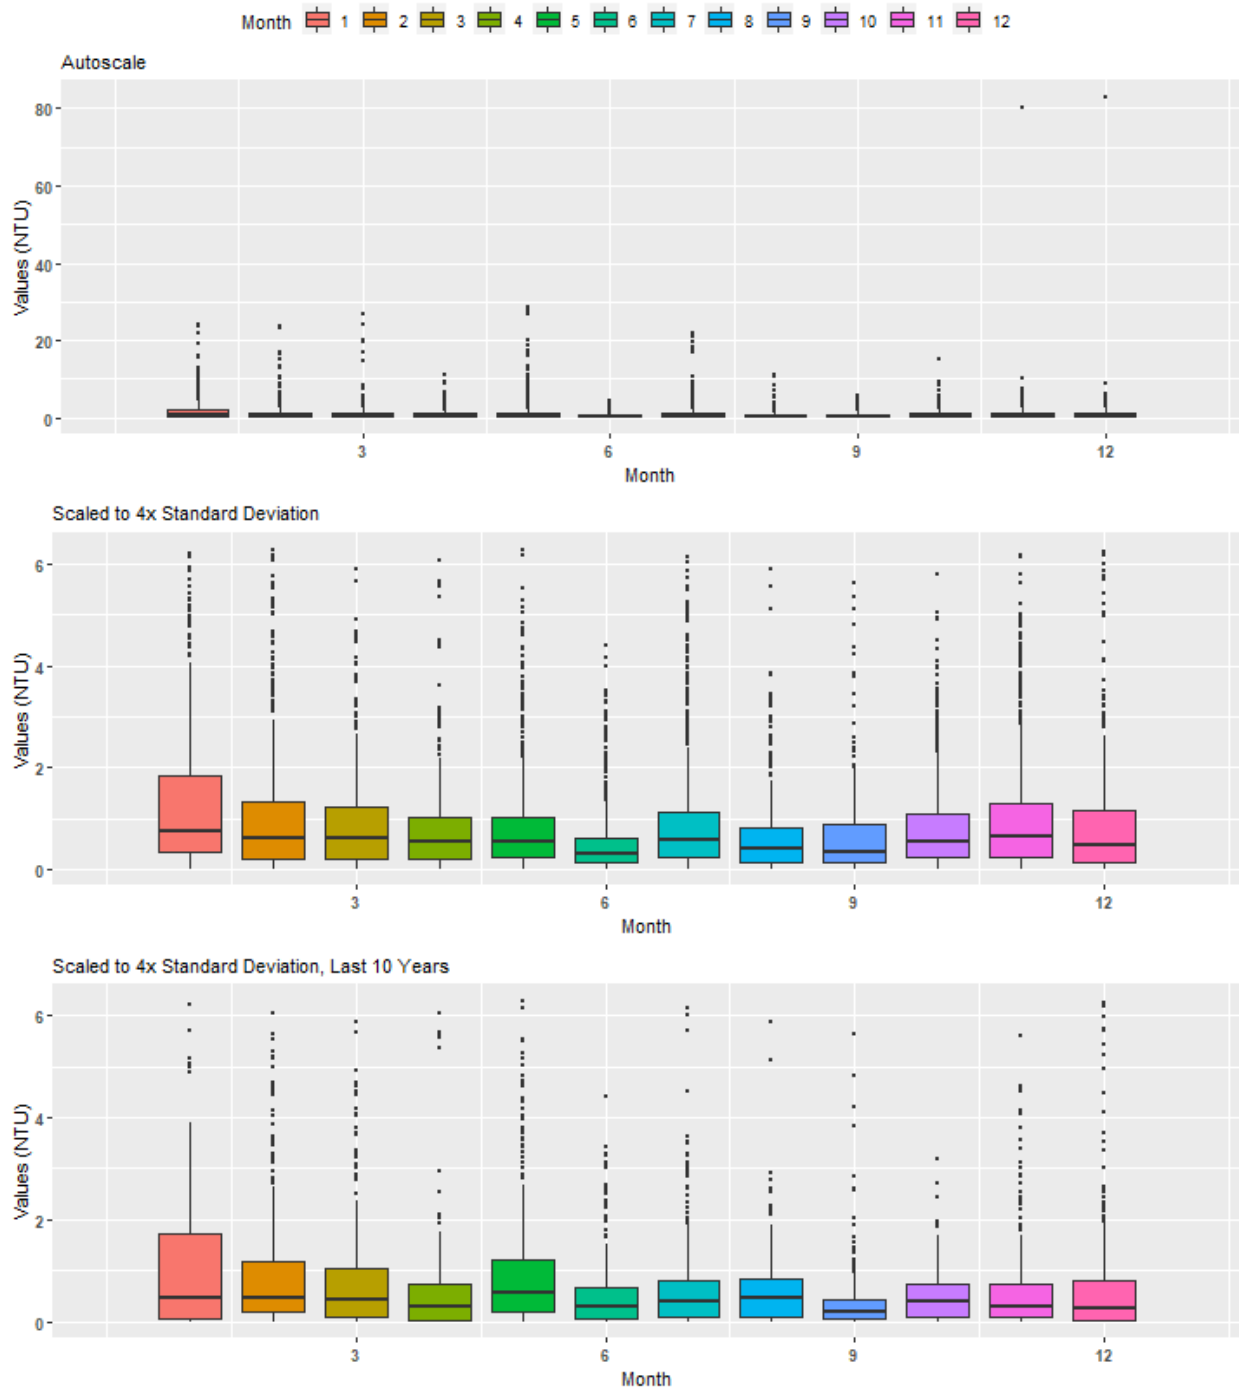 Month 1 2 3 4 5 6 7 8 9 10 11 12
Autoscale
80
60
40
20
0
Values (NTU)
3 6 9 12
Month
Scaled to 4x Standard Deviation
6
4
2
0
Values (NTU)
3 6 9 12
Month
Scaled to 4x Standard Deviation, Last 10 Years
6
4
2
0
Values (NTU)
3 6 9 12
Month